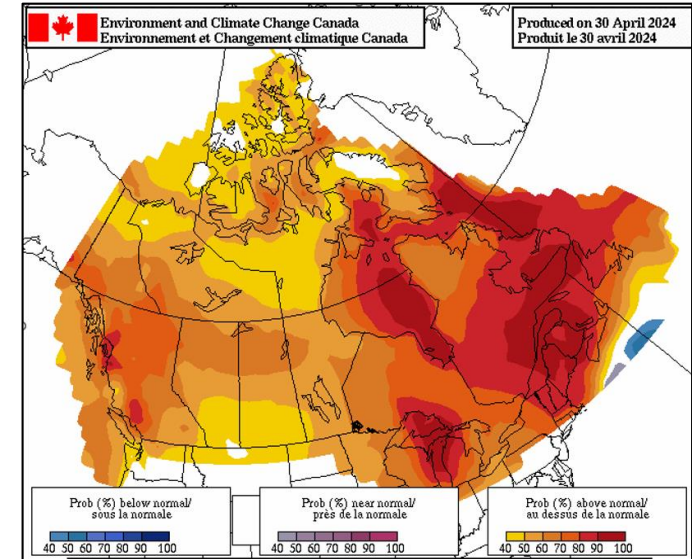 Environment and Climate Change Canada
Environnement et Changement climatique Canada
Produced on 30 April 2024
Produit le 30 avril 2024
Prob (%) below normal/
sous la normale
40 50 60 70 80 90 100
Prob (%) near normal/
près de la normale
40 50 60 70 80 90 100
Prob (%) above normal/
au dessus de la normale
40 50 60 70 80 90 100